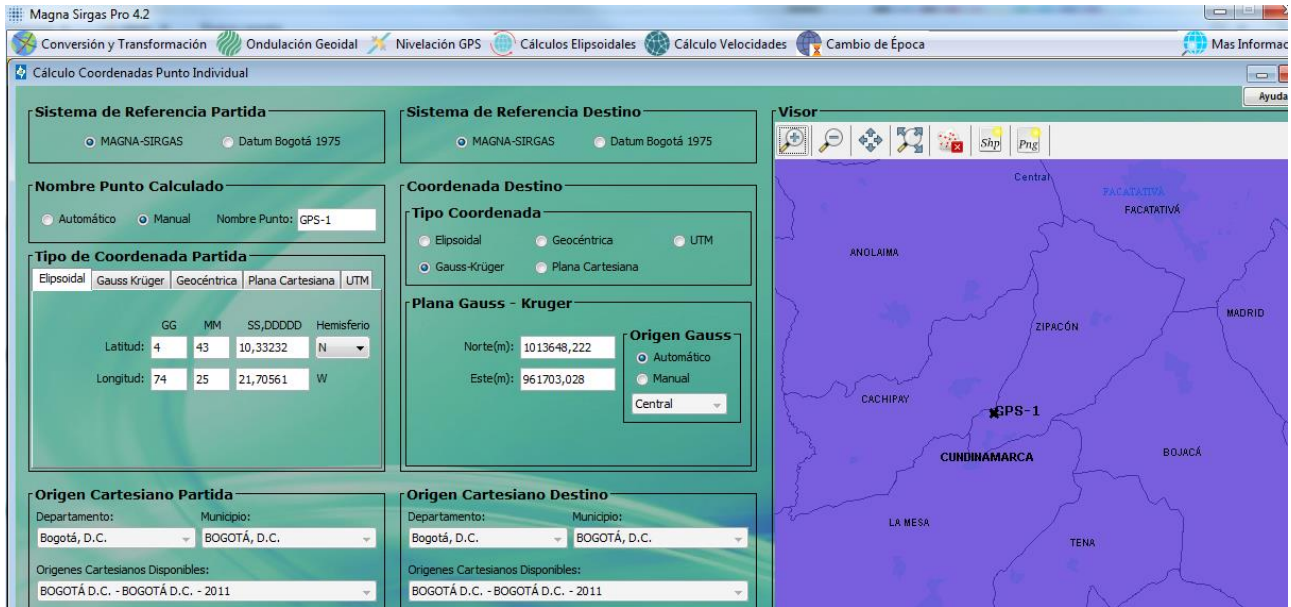 Magna Sirgas Pro 4.2
Conversión y Transformación Ondulación Geoidal Nivelación GPS Cálculos Elipsoidales Cálculo Velocidades Cambio de Época Mas Informac
Cálculo Coordenadas Punto Individual
Ayuda
Sistema de Referencia Partida
MAGNA-SIRGAS Datum Bogotá 1975
Nombre Punto Calculado
Automático Manual Nombre Punto: GPS-1
Tipo de Coordenada Partida
Elipsoidal Gauss Krüger Geocéntrica Plana Cartesiana UTM
GG MM SS,DDDDD Hemisferio
Latitud: 4 43 10,33232 N
Longitud: 74 25 21,70561 W
Origen Cartesiano Partida
Departamento: Municipio:
Bogotá, D.C. BOGOTÁ, D.C.
Origenes Cartesianos Disponibles:
BOGOTÁ D.C. - BOGOTÁ D.C. - 2011
Sistema de Referencia Destino
MAGNA-SIRGAS Datum Bogotá 1975
Coordenada Destino
Tipo Coordenada
Elipsoidal Geocéntrica UTM
Gauss-Krüger Plana Cartesiana
Plana Gauss - Kruger
Norte(m): 1013648,222
Este(m): 961703,028
Origen Gauss
Automático
Manual
Central
Origen Cartesiano Destino
Departamento: Municipio:
Bogotá, D.C. BOGOTÁ, D.C.
Origenes Cartesianos Disponibles:
BOGOTÁ D.C. - BOGOTÁ D.C. - 2011
Visor
Shp Png
Central
FACATATIVÁ
FACATATIVÁ
ANOLAIMA
MADRID
ZIPACÓN
CACHIPAY
GPS-1
CUNDINAMARCA
BOJACÁ
LA MESA
TENA